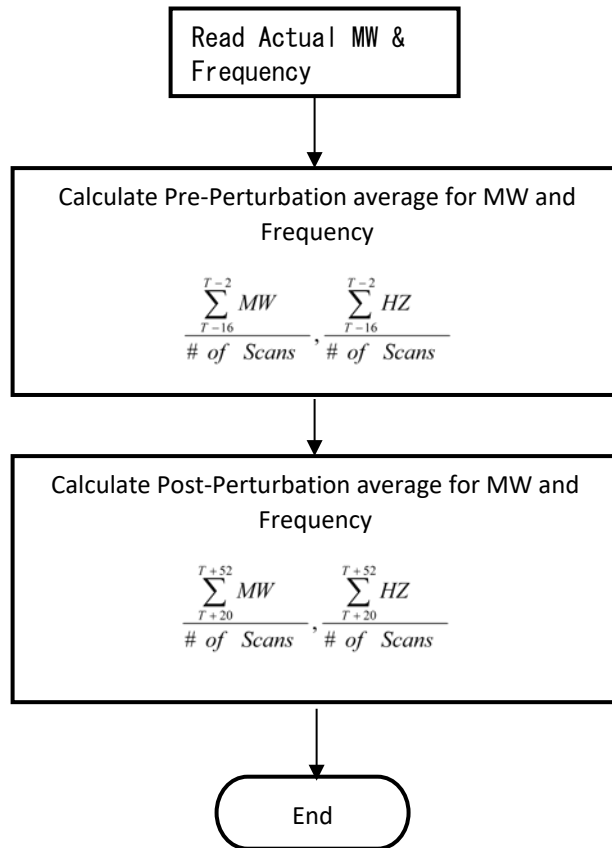 Read Actual MW &
Frequency
Calculate Pre-Perturbation average for MW and
Frequency
T−2 T−2
∑ MW ∑ HZ
T−16 T−16
# of Scans , # of Scans
Calculate Post-Perturbation average for MW and
Frequency
T+52 T+52
∑ MW ∑ HZ
T+20 T+20
# of Scans , # of Scans
End